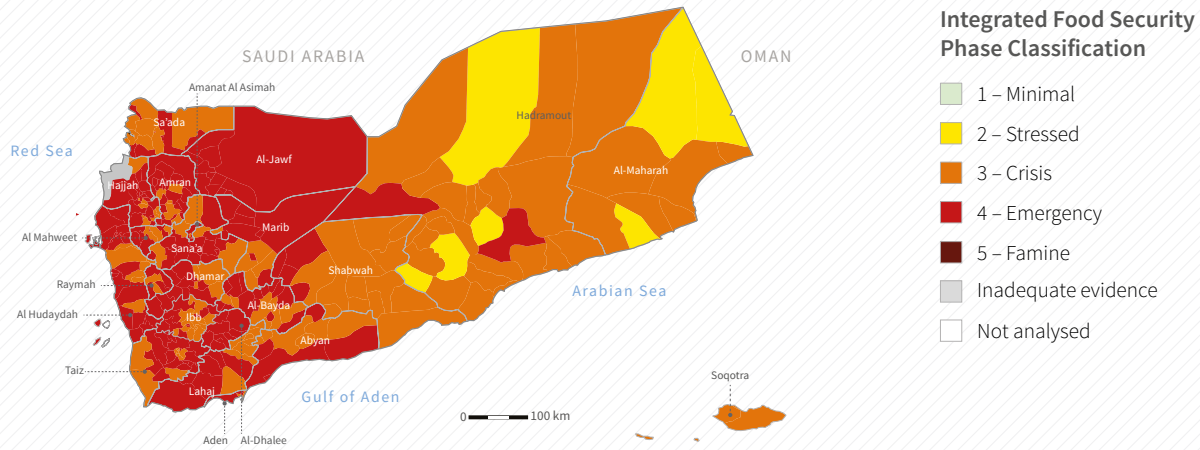 Integrated Food Security
Phase Classification
SAUDI ARABIA
OMAN
Amanat Al Asimah
1 – Minimal
Sa'ada
Hadramout
2 – Stressed
Red Sea
Al-Jawf
Al-Maharah
3 – Crisis
Hajjah
Amran
4 – Emergency
Marib
Al Mahweet
Sana'a
5 – Famine
Dhamar
Shabwah
Raymah
Arabian Sea
Inadequate evidence
Al-Bayda
Al Hudaydah
Ibb
Not analysed
Abyan
Taiz
Soqotra
Lahaj
Gulf of Aden
0
100 km
Aden
Al-Dhalee